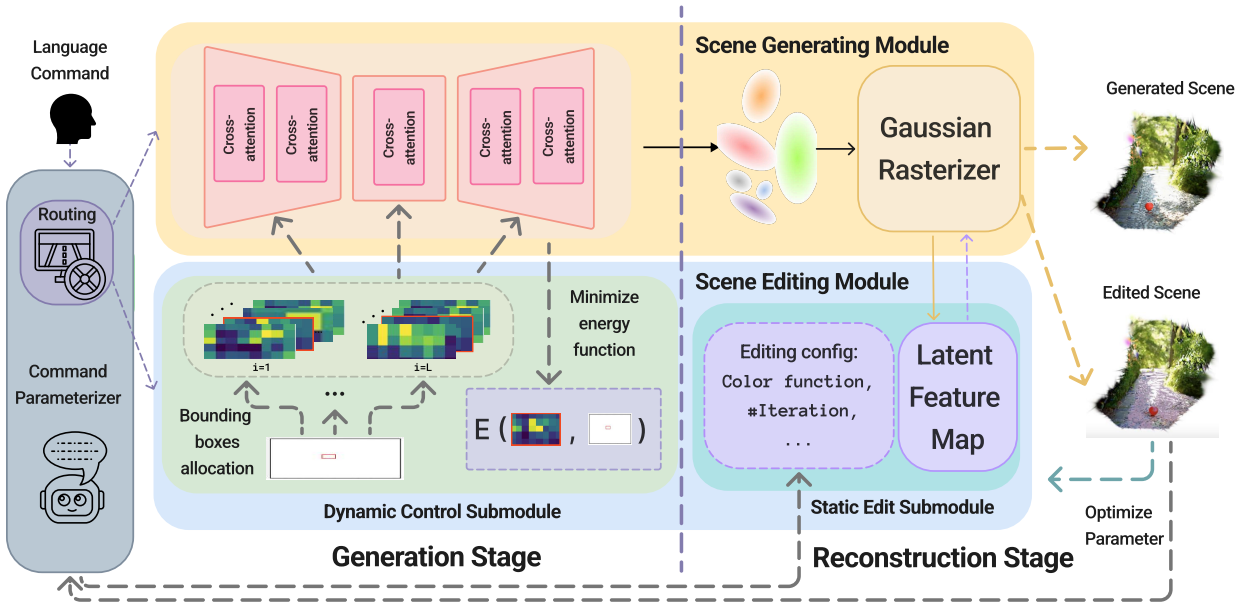 Language
Command
Routing
Command
Parameterizer
Scene Generating Module
Cross-
attention
Cross-
attention
Cross-
attention
Cross-
attention
Cross-
attention
Gaussian
Rasterizer
Generated Scene
Scene Editing Module
Edited Scene
i=1
i=L
...
Bounding
boxes
allocation
Minimize
energy
function
E ( , )
Dynamic Control Submodule
Editing config:
Color function,
#Iteration,
...
Latent
Feature
Map
Static Edit Submodule
Optimize
Parameter
Generation Stage
Reconstruction Stage